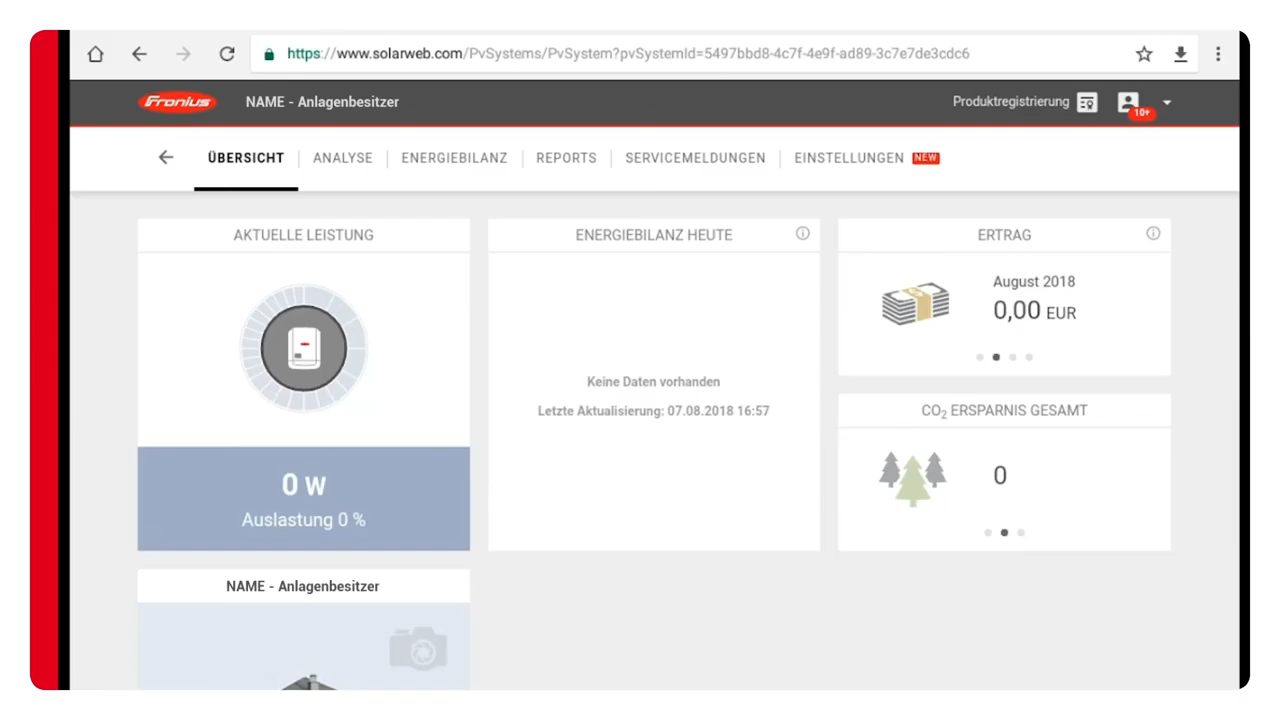 https://www.solarweb.com/PvSystems/PvSystem?pvSystemId=5497bbd8-4c7f-4e9f-ad89-3c7e7de3cdc6
Fronius NAME - Anlagenbesitzer Produktregistrierung 10+
ÜBERSICHT ANALYSE ENERGIEBILANZ REPORTS SERVICEMELDUNGEN EINSTELLUNGEN NEW
AKTUELLE LEISTUNG
0 W
Auslastung 0 %
ENERGIEBILANZ HEUTE
Keine Daten vorhanden
Letzte Aktualisierung: 07.08.2018 16:57
ERTRAG
August 2018
0,00 EUR
CO2 ERSPARNIS GESAMT
0
NAME - Anlagenbesitzer